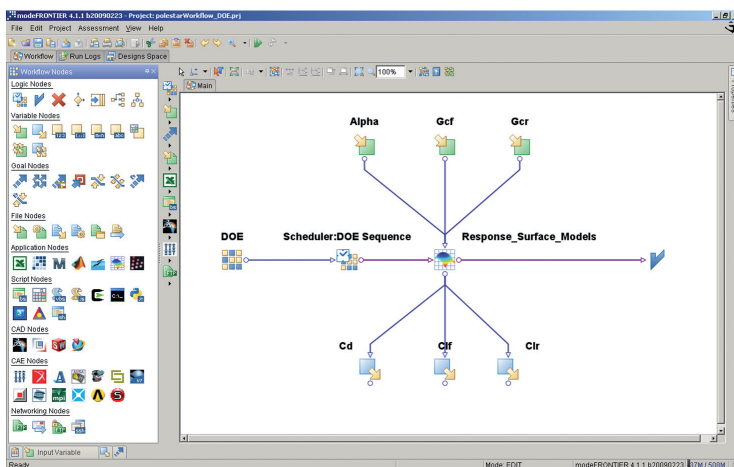 modeFRONTIER 4.1.1 b20090223 - Project: polestarWorkflow_DOE.prj
File Edit Project Assessment View Help
Workflow Run Logs Designs Space
Workflow Nodes
100%
Main
Logic Nodes
Variable Nodes
Goal Nodes
File Nodes
Application Nodes
Script Nodes
CAD Nodes
CAE Nodes
Networking Nodes
Properties
Alpha Gcf Gcr
DOE Scheduler:DOE Sequence Response_Surface_Models
Cd Clf Clr
Input Variable
Ready Mode: EDIT modeFRONTIER 4.1.1 b20090223 37M / 508M